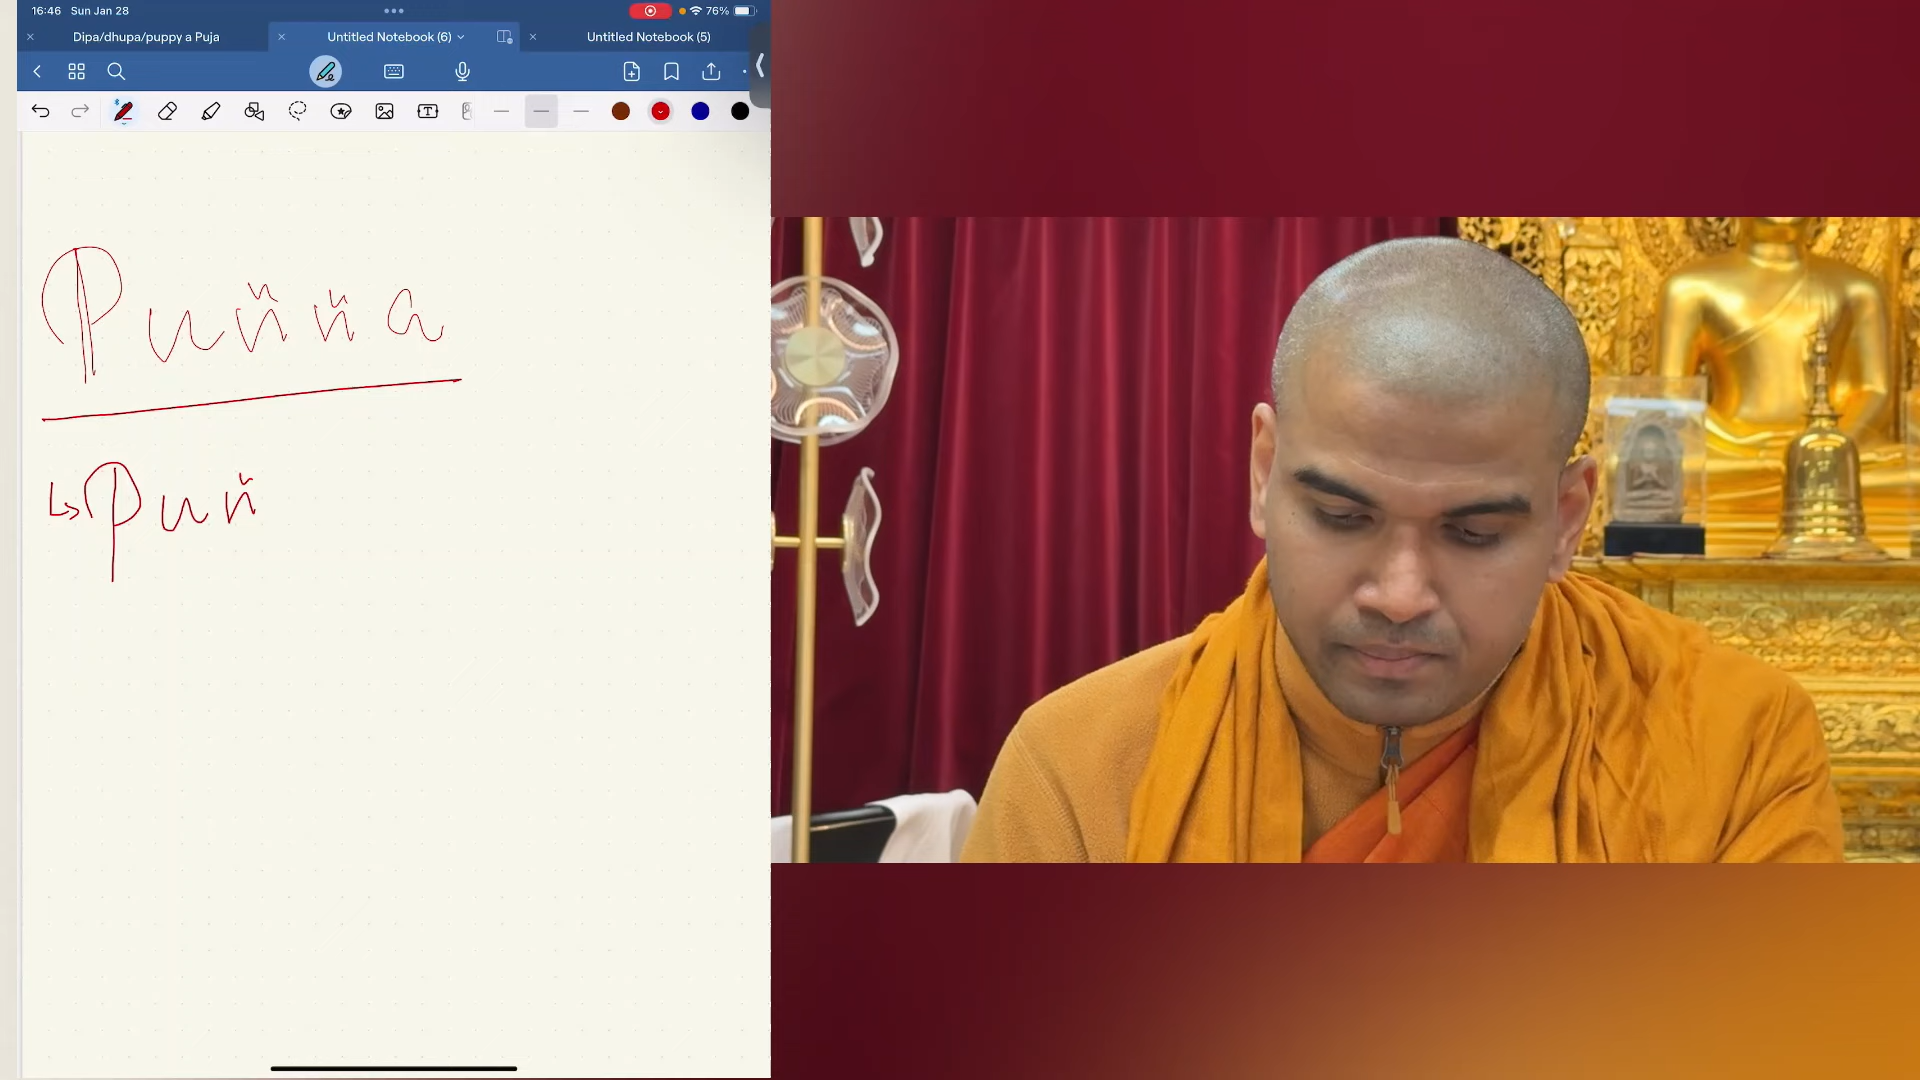 16:46 Sun Jan 28 76%
Dipa/dhupa/puppy a Puja Untitled Notebook (6) Untitled Notebook (5)
Puñña
↳ Puñ